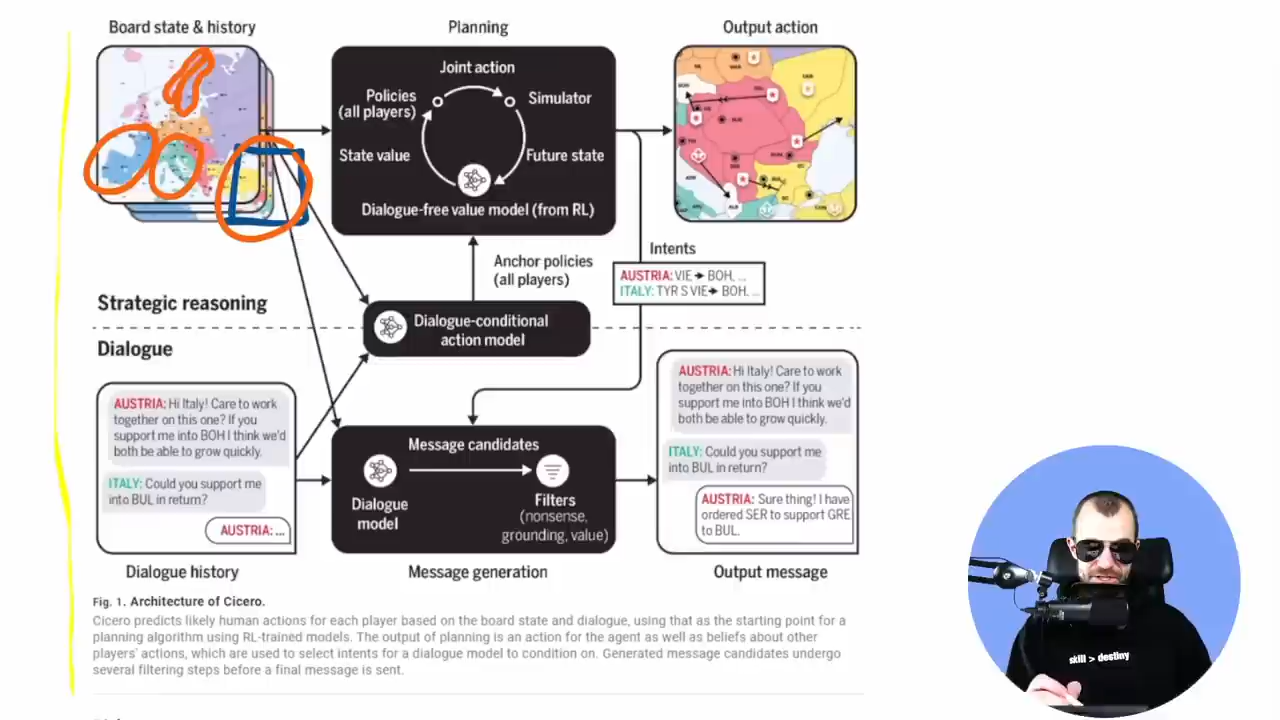 Board state & history
Planning
Output action
Joint action
Policies
(all players)
Simulator
State value
Future state
Dialogue-free value model (from RL)
Anchor policies
(all players)
Intents
AUSTRIA: VIE → BOH, ...
ITALY: TYR S VIE → BOH, ...
Strategic reasoning
Dialogue
Dialogue-conditional
action model
AUSTRIA: Hi Italy! Care to work
together on this one? If you
support me into BOH I think we'd
both be able to grow quickly.
ITALY: Could you support me
into BUL in return?
AUSTRIA: ...
Dialogue history
Message candidates
Dialogue
model
Filters
(nonsense,
grounding, value)
Message generation
AUSTRIA: Hi Italy! Care to work
together on this one? If you
support me into BOH I think we'd
both be able to grow quickly.
ITALY: Could you support me
into BUL in return?
AUSTRIA: Sure thing! I have
ordered SER to support GRE
to BUL.
Output message
Fig. 1. Architecture of Cicero.
Cicero predicts likely human actions for each player based on the board state and dialogue, using that as the starting point for a
planning algorithm using RL-trained models. The output of planning is an action for the agent as well as beliefs about other
players' actions, which are used to select intents for a dialogue model to condition on. Generated message candidates undergo
several filtering steps before a final message is sent.
skill > destiny